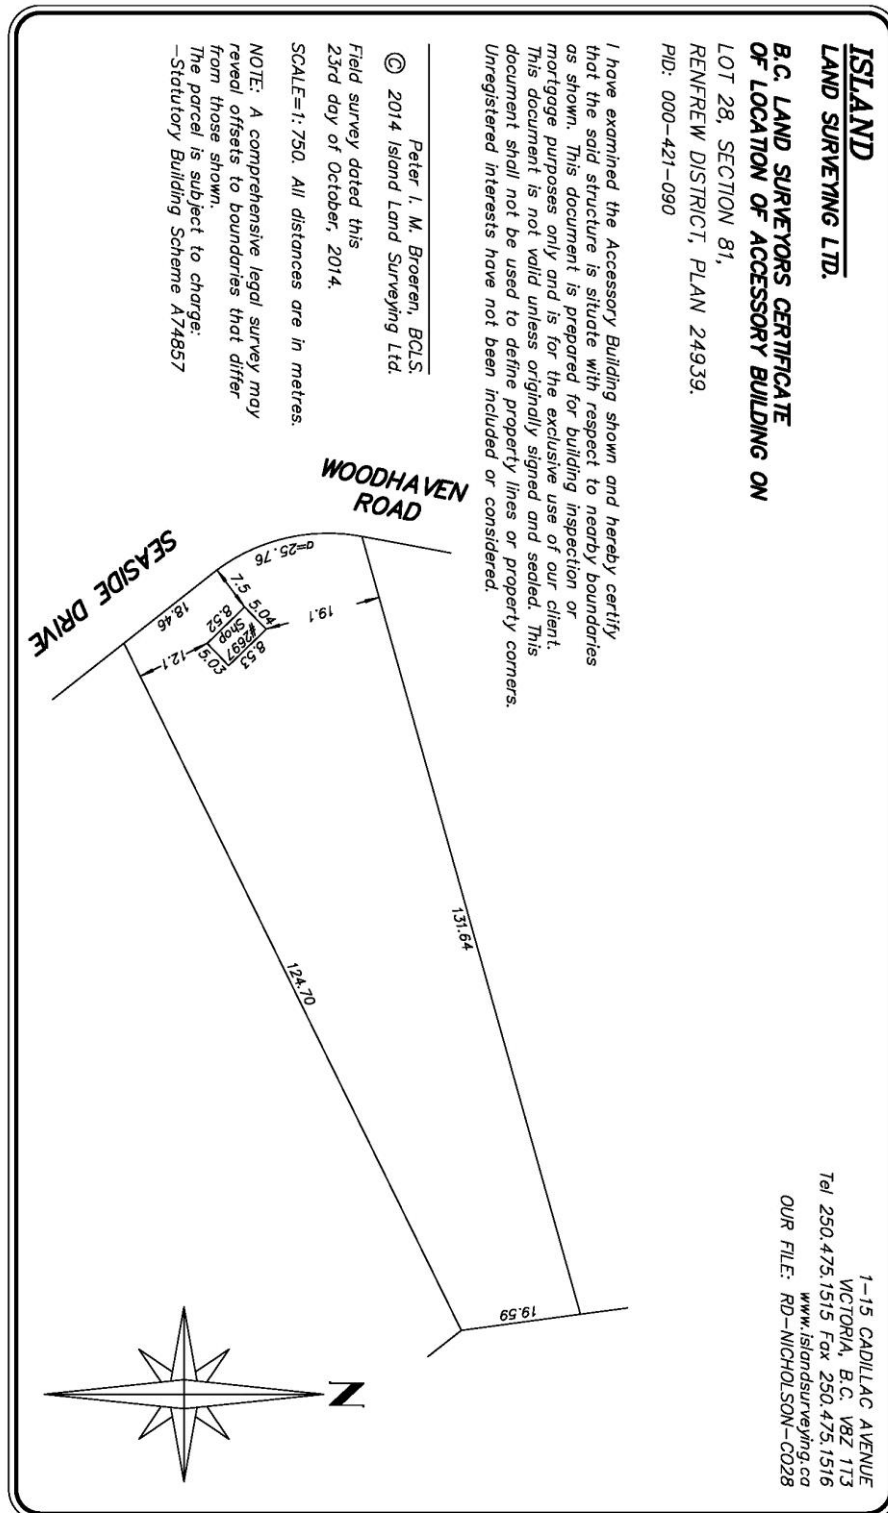 ISLAND
LAND SURVEYING LTD.
1-15 CADILLAC AVENUE
VICTORIA, B.C. V8Z 1T3
Tel 250.475.1515 Fax 250.475.1516
www.islandsurveying.ca
OUR FILE: RD-NICHOLSON-C028
B.C. LAND SURVEYORS CERTIFICATE
OF LOCATION OF ACCESSORY BUILDING ON
LOT 28, SECTION 81,
RENFREW DISTRICT, PLAN 24939.
PID: 000-421-090
I have examined the Accessory Building shown and hereby certify
that the said structure is situate with respect to nearby boundaries
as shown. This document is prepared for building inspection or
mortgage purposes only and is for the exclusive use of our client.
This document is not valid unless originally signed and sealed. This
document shall not be used to define property lines or property corners.
Unregistered interests have not been included or considered.
Peter I. M. Broeren, BCLS.
© 2014 Island Land Surveying Ltd.
Field survey dated this
23rd day of October, 2014.
SCALE=1:750. All distances are in metres.
NOTE: A comprehensive legal survey may
reveal offsets to boundaries that differ
from those shown.
The parcel is subject to charge:
-Statutory Building Scheme A74857
WOODHAVEN
ROAD
SEASIDE DRIVE
a=25.76
18.46
7.5
5.04
19.1
8.52
Shop
#2697
8.53
5.03
12.1
131.64
124.70
19.59
N